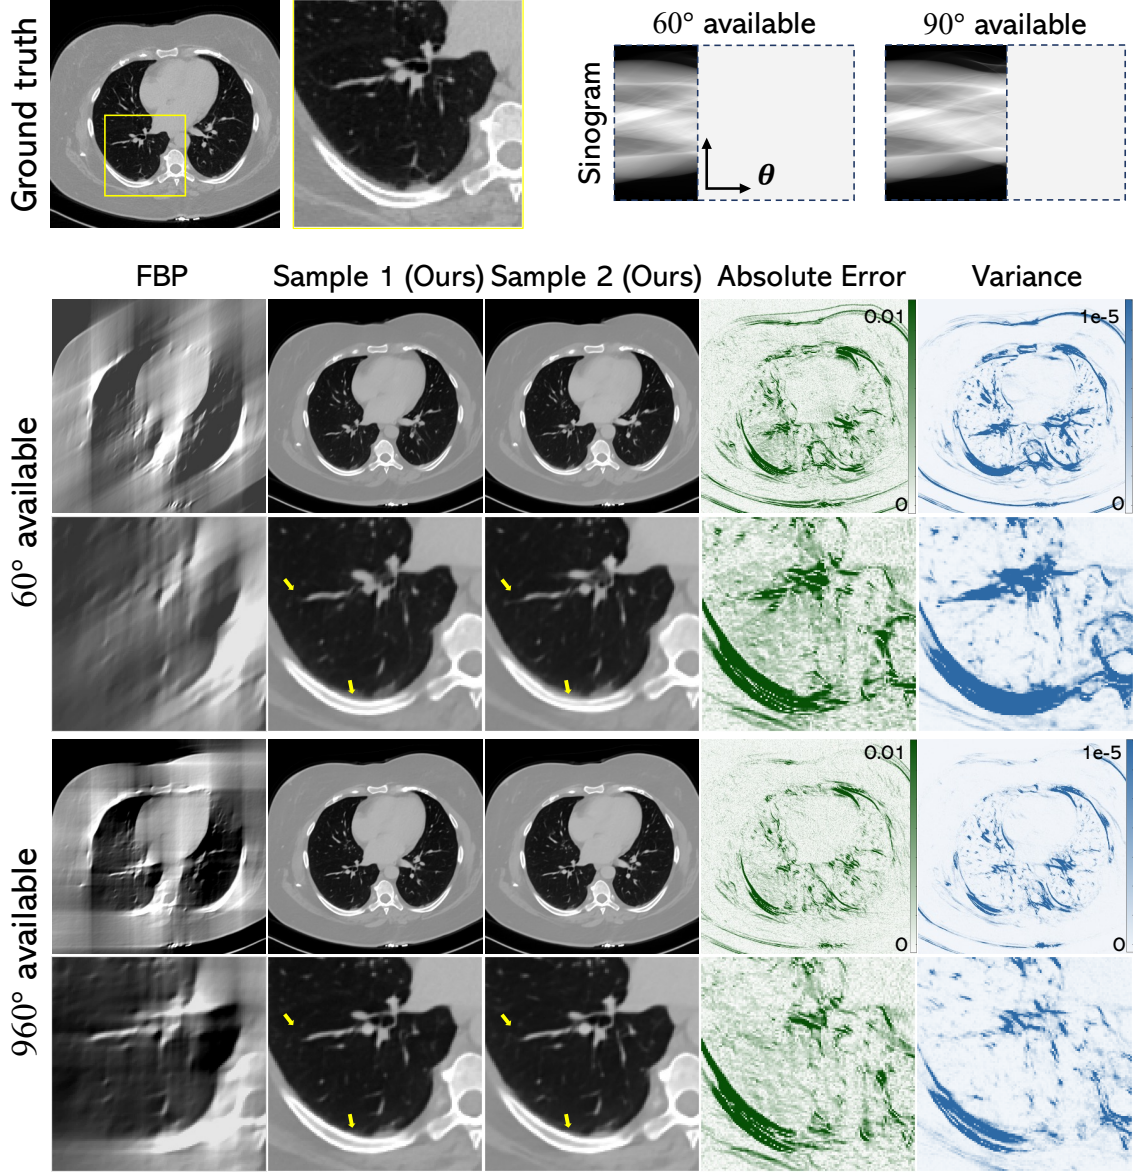 Ground truth
60° available
90° available
Sinogram
θ
FBP
Sample 1 (Ours)
Sample 2 (Ours)
Absolute Error
Variance
60° available
0.01
0
1e-5
0
960° available
0.01
0
1e-5
0